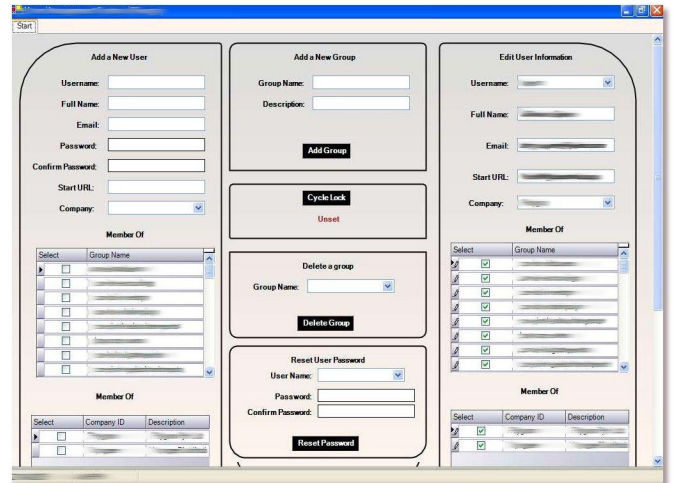 Start
Add a New User
Username:
Full Name:
Email:
Password:
Confirm Password:
Start URL:
Company:
Member Of
Select Group Name
Member Of
Select Company ID Description
Add a New Group
Group Name:
Description:
Add Group
Cycle Lock
Unset
Delete a group
Group Name:
Delete Group
Reset User Password
User Name:
Password:
Confirm Password:
Reset Password
Edit User Information
Username:
Full Name:
Email:
Start URL:
Company:
Member Of
Select Group Name
Member Of
Select Company ID Description